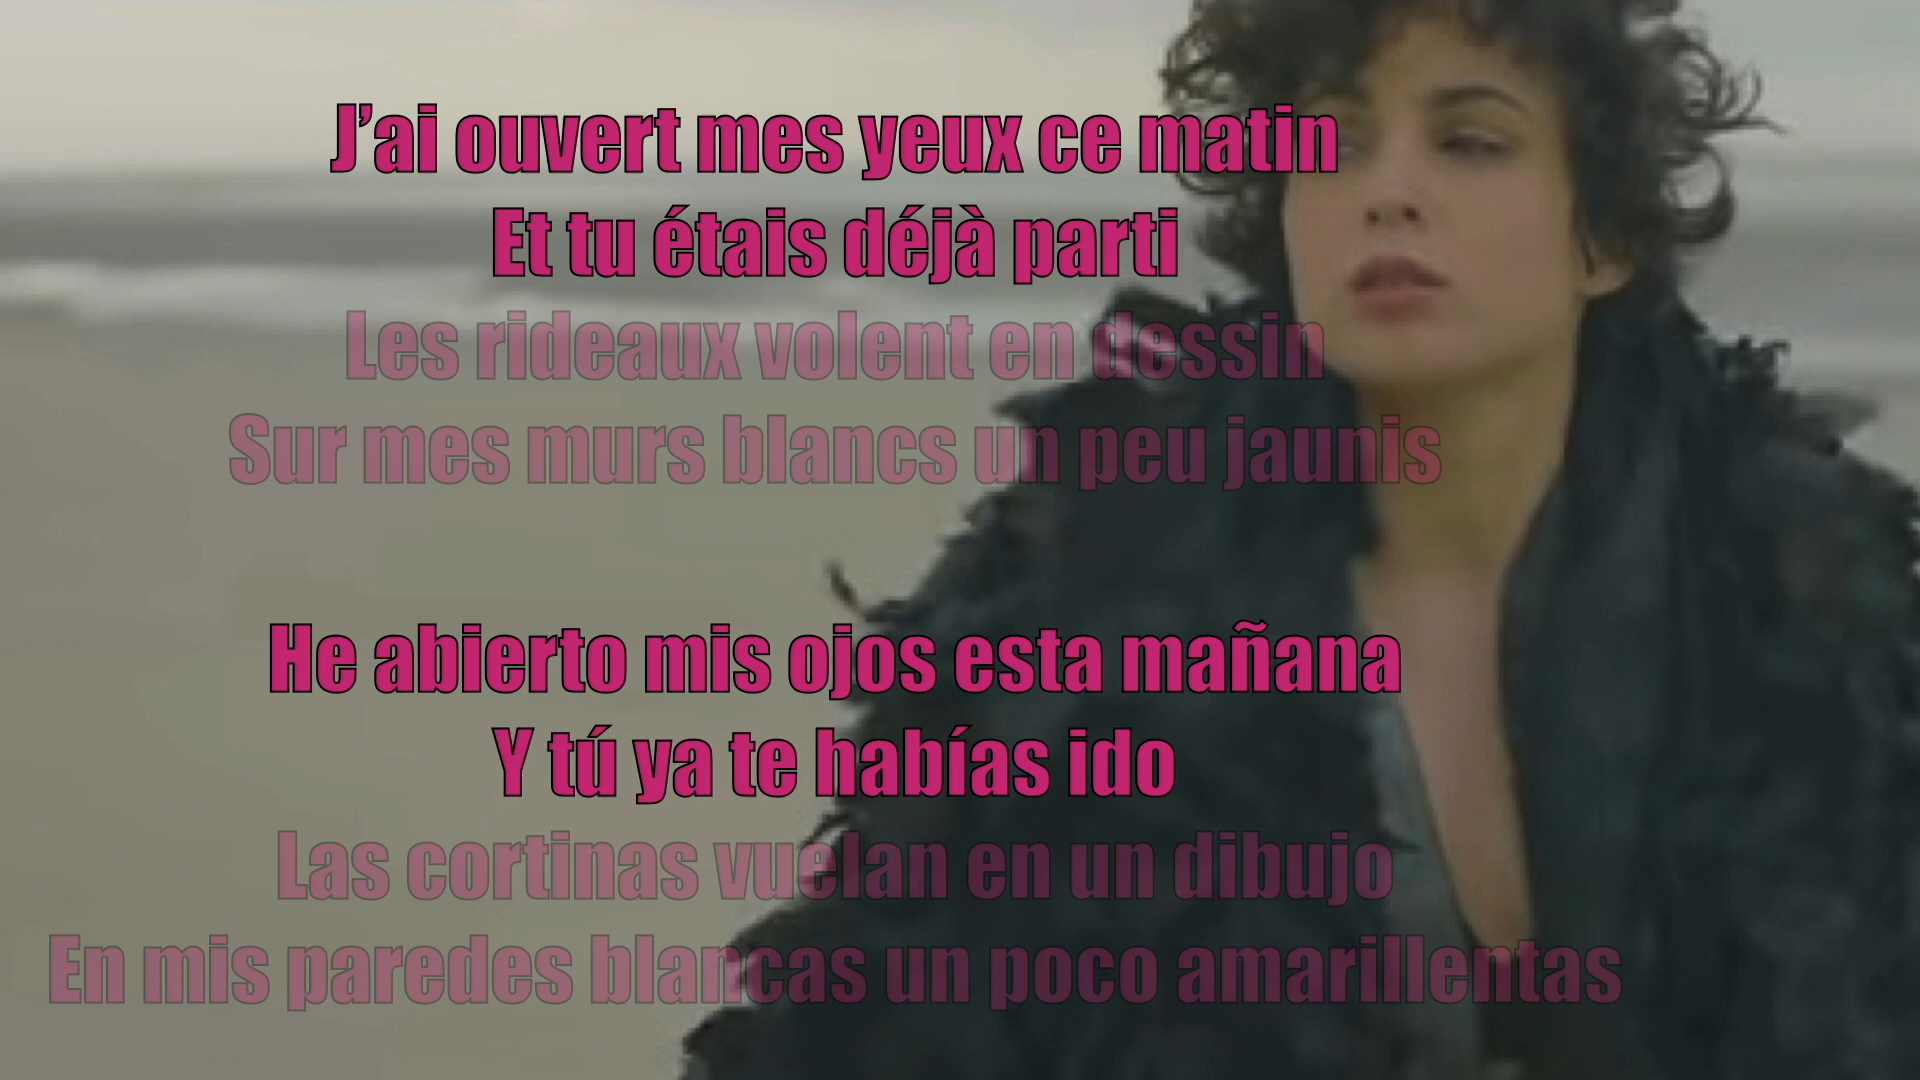 J’ai ouvert mes yeux ce matin
Et tu étais déjà parti
Les rideaux volent en dessin
Sur mes murs blancs un peu jaunis
He abierto mis ojos esta mañana
Y tú ya te habías ido
Las cortinas vuelan en un dibujo
En mis paredes blancas un poco amarillentas